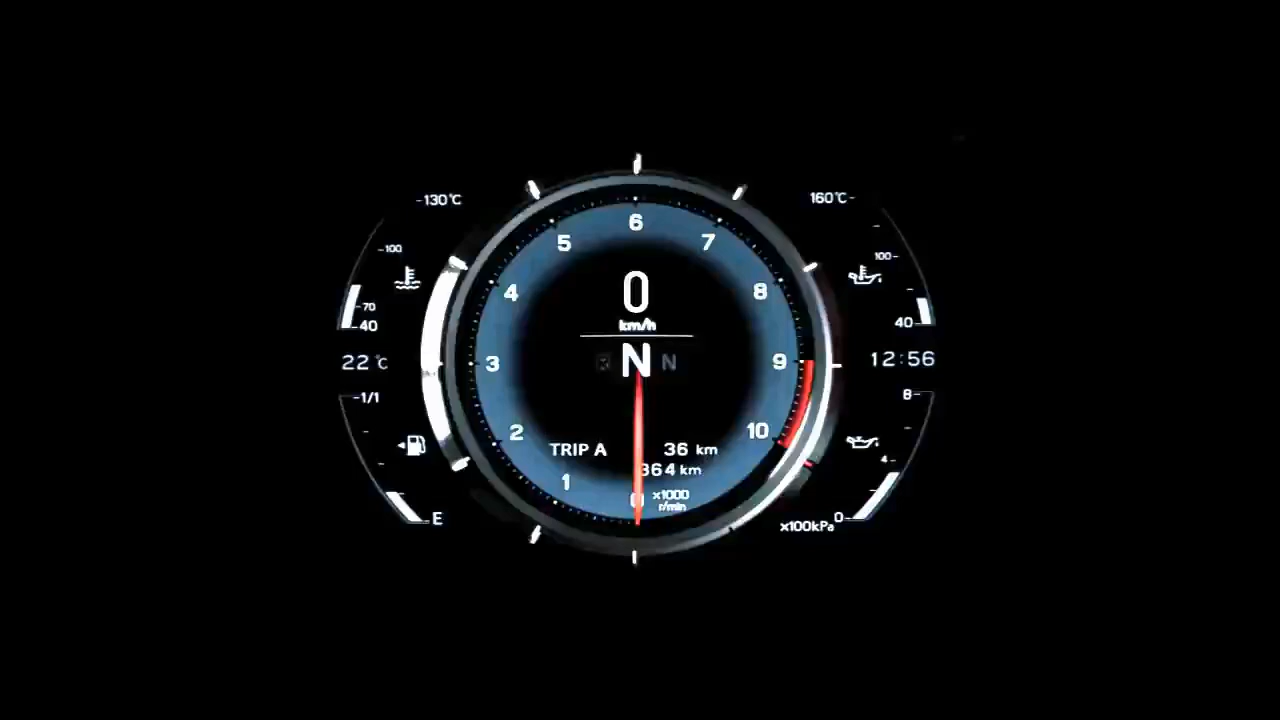 -130°C
-100
-70
-40
22°C
-1/1
E
0
km/h
N
N
TRIP A 36 km
364 km
x1000
r/min
0
1
2
3
4
5
6
7
8
9
10
160°C-
100-
40-
12:56
8-
4-
0-
x100kPa